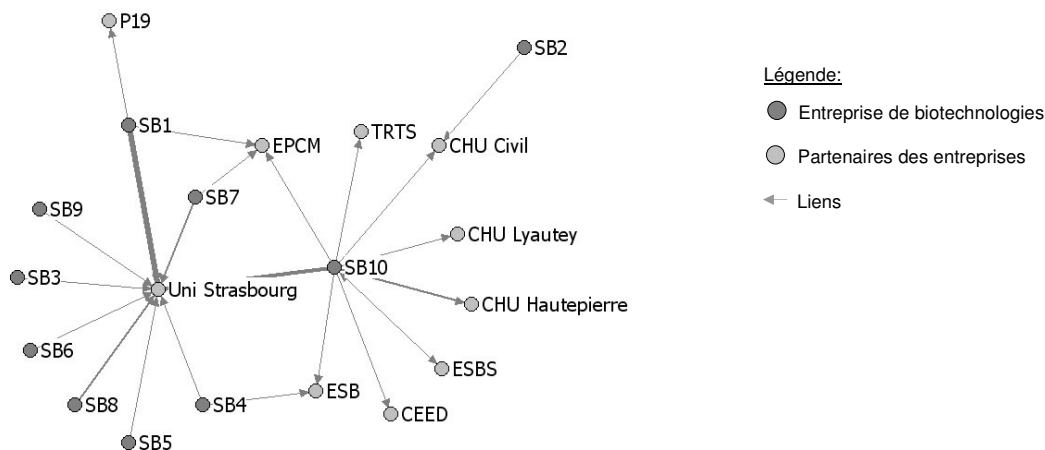 P19
SB2
Légende:
Entreprise de biotechnologies
SB1
EPCM
TRTS
CHU Civil
Partenaires des entreprises
SB7
Liens
SB9
CHU Lyautey
SB10
SB3
Uni Strasbourg
CHU Hautepierre
SB6
ESBS
SB8
SB4
ESB
CEED
SB5